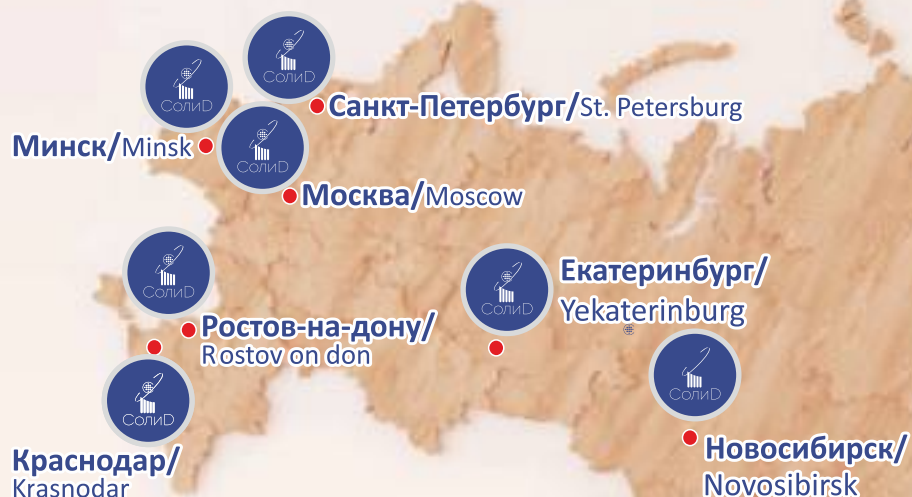 СолиD
СолиD
Санкт-Петербург/St. Petersburg
Минск/Minsk
СолиD
Москва/Moscow
СолиD
СолиD
Екатеринбург/
Yekaterinburg
Ростов-на-дону/
Rostov on don
СолиD
СолиD
Краснодар/
Krasnodar
Новосибирск/
Novosibirsk